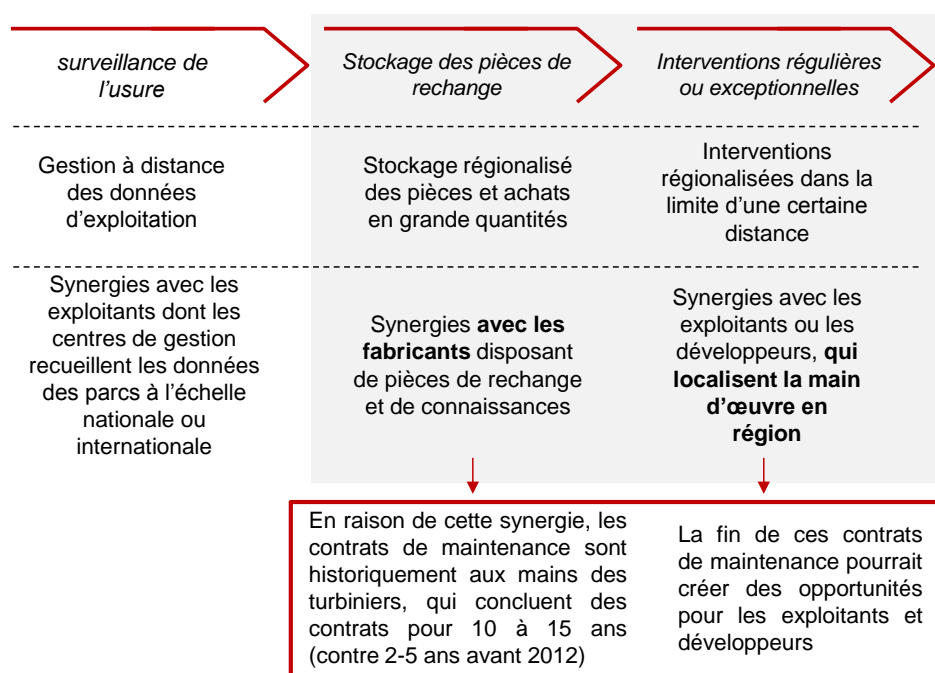 surveillance de
l'usure
Stockage des pièces de
rechange
Interventions régulières
ou exceptionnelles
Gestion à distance
des données
d'exploitation
Stockage régionalisé
des pièces et achats
en grande quantités
Interventions
régionalisées dans la
limite d'une certaine
distance
Synergies avec les
exploitants dont les
centres de gestion
recueillent les données
des parcs à l'échelle
nationale ou
internationale
Synergies avec les
fabricants disposant
de pièces de rechange
et de connaissances
Synergies avec les
exploitants ou les
développeurs, qui
localisent la main
d'œuvre en
région
En raison de cette synergie, les
contrats de maintenance sont
historiquement aux mains des
turbiniers, qui concluent des
contrats pour 10 à 15 ans
(contre 2-5 ans avant 2012)
La fin de ces contrats
de maintenance pourrait
créer des opportunités
pour les exploitants et
développeurs